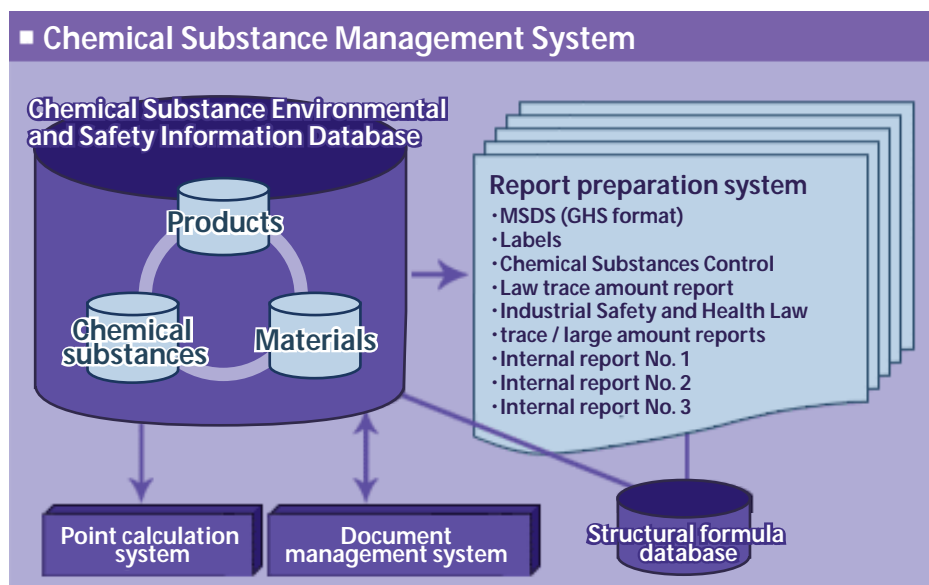 Chemical Substance Management System
Chemical Substance Environmental
and Safety Information Database
Products
Chemical
substances
Materials
Report preparation system
・MSDS (GHS format)
・Labels
・Chemical Substances Control
・Law trace amount report
・Industrial Safety and Health Law
・trace / large amount reports
・Internal report No. 1
・Internal report No. 2
・Internal report No. 3
Point calculation
system
Document
management system
Structural formula
database